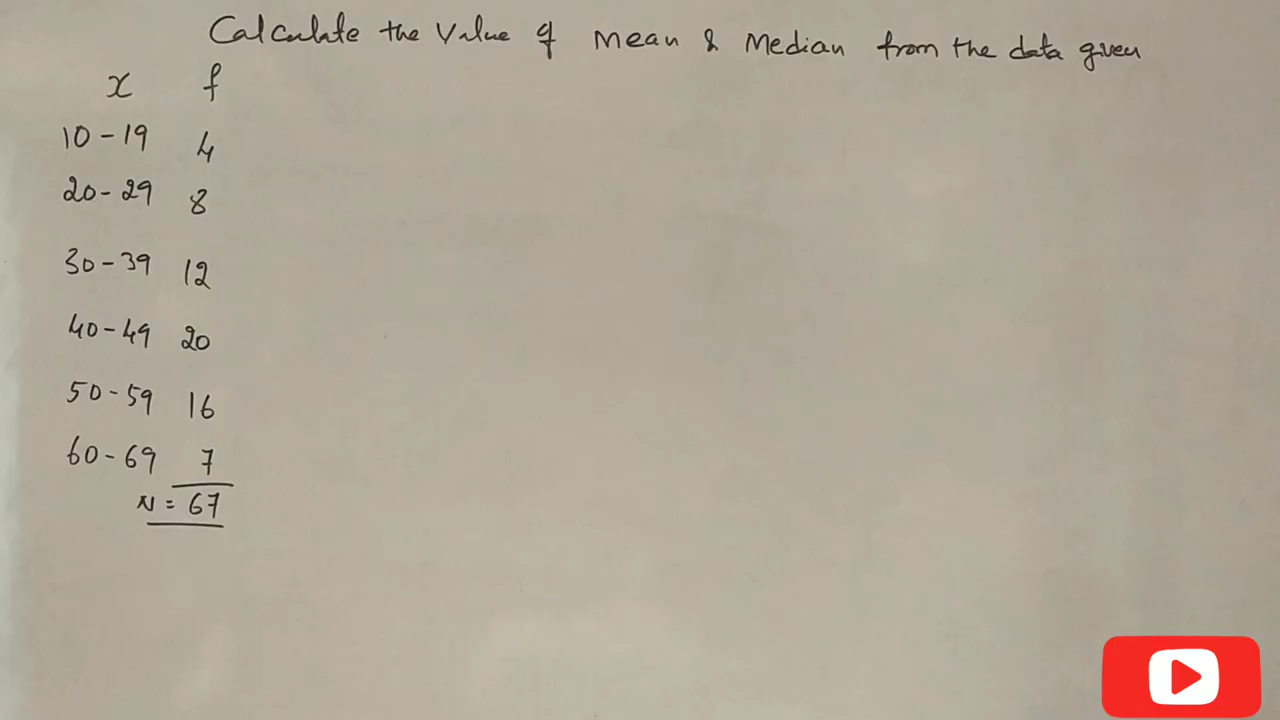 Calculate the Value of Mean & Median from the data given
x f
10-19 4
20-29 8
30-39 12
40-49 20
50-59 16
60-69 7
N = 67